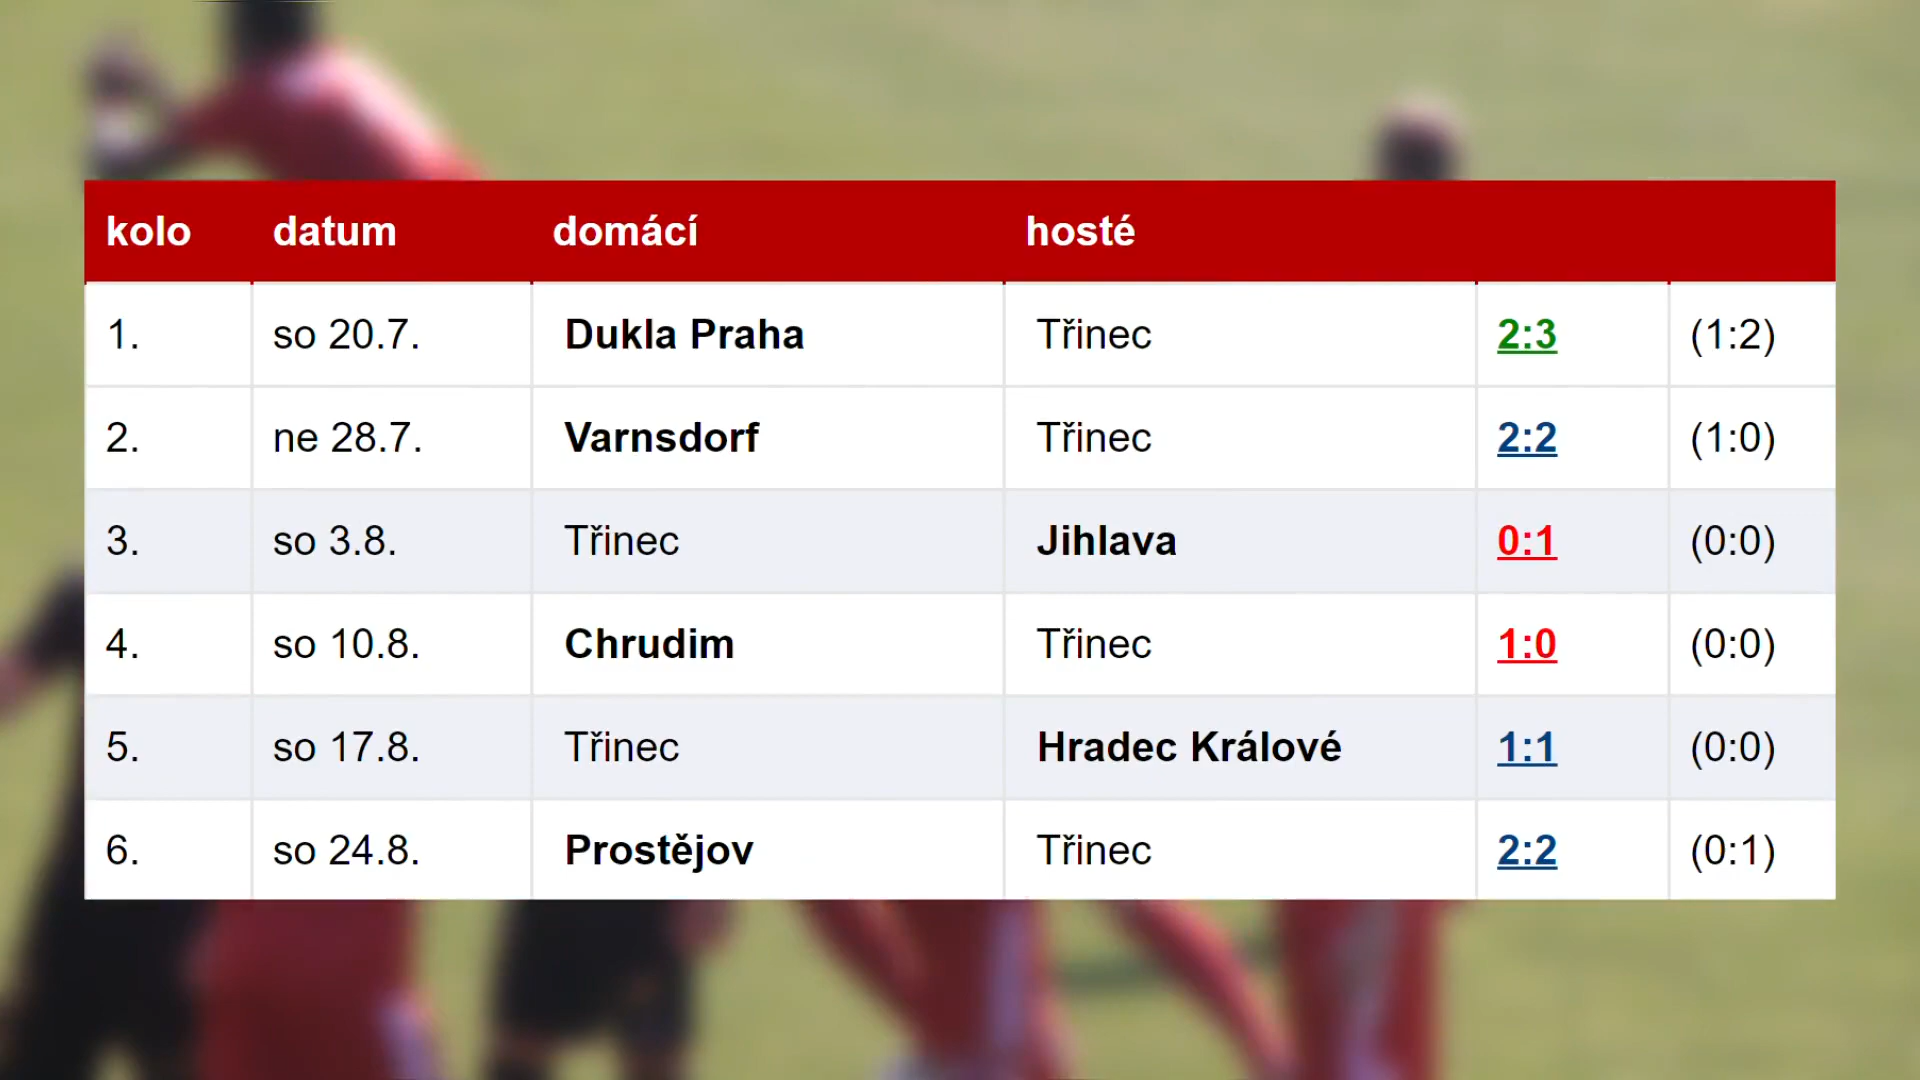 kolo datum domácí hosté
1. so 20.7. Dukla Praha Třinec 2:3 (1:2)
2. ne 28.7. Varnsdorf Třinec 2:2 (1:0)
3. so 3.8. Třinec Jihlava 0:1 (0:0)
4. so 10.8. Chrudim Třinec 1:0 (0:0)
5. so 17.8. Třinec Hradec Králové 1:1 (0:0)
6. so 24.8. Prostějov Třinec 2:2 (0:1)